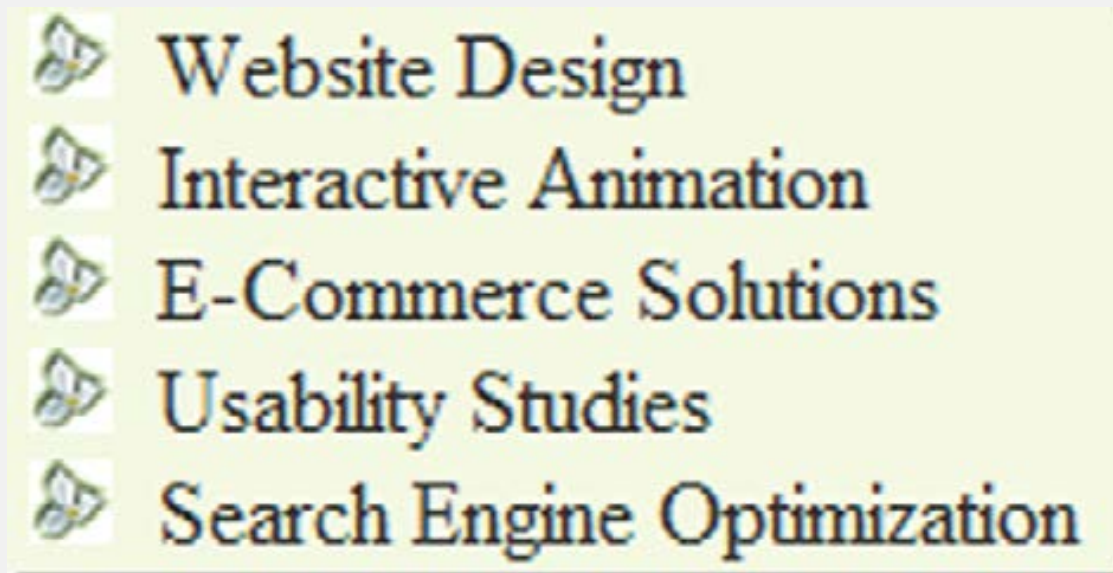 Website Design
Interactive Animation
E-Commerce Solutions
Usability Studies
Search Engine Optimization